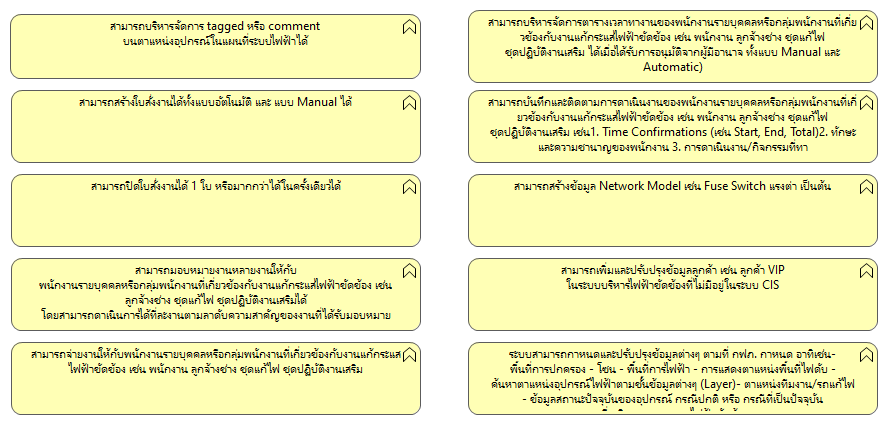 สามารถบริหารจัดการ tagged หรือ comment
บนตำแหน่งอุปกรณ์ในแผนที่ระบบไฟฟ้าได้
สามารถสร้างใบสั่งงานได้ทั้งแบบอัตโนมัติ และ แบบ Manual ได้
สามารถปิดใบสั่งงานได้ 1 ใบ หรือมากกว่าได้ในครั้งเดียวได้
สามารถมอบหมายงานหลายงานให้กับ
พนักงานรายบุคคลหรือกลุ่มพนักงานที่เกี่ยวข้องกับงานแก้กระแสไฟฟ้าขัดข้อง เช่น
ลูกจ้างช่าง ชุดแก้ไฟ ชุดปฏิบัติงานเสริมได้
โดยสามารถดำเนินการได้ทีละงานตามลำดับความสำคัญของงานที่ได้รับมอบหมาย
สามารถจ่ายงานให้กับพนักงานรายบุคคลหรือกลุ่มพนักงานที่เกี่ยวข้องกับงานแก้กระแส
ไฟฟ้าขัดข้อง เช่น พนักงาน ลูกจ้างช่าง ชุดแก้ไฟ ชุดปฏิบัติงานเสริม
สามารถบริหารจัดการตารางเวลาทำงานของพนักงานรายบุคคลหรือกลุ่มพนักงานที่เกี่ย
วข้องกับงานแก้กระแสไฟฟ้าขัดข้อง เช่น พนักงาน ลูกจ้างช่าง ชุดแก้ไฟ
ชุดปฏิบัติงานเสริม ได้เมื่อได้รับการอนุมัติจากผู้มีอำนาจ ทั้งแบบ Manual และ
Automatic)
สามารถบันทึกและติดตามการดำเนินงานของพนักงานรายบุคคลหรือกลุ่มพนักงานที่เกี่
ยวข้องกับงานแก้กระแสไฟฟ้าขัดข้อง เช่น พนักงาน ลูกจ้างช่าง ชุดแก้ไฟ
ชุดปฏิบัติงานเสริม เช่น1. Time Confirmations (เช่น Start, End, Total)2. ทักษะ
และความชำนาญของพนักงาน 3. การดำเนินงาน/กิจกรรมที่ทำ
สามารถสร้างข้อมูล Network Model เช่น Fuse Switch แรงต่ำ เป็นต้น
สามารถเพิ่มและปรับปรุงข้อมูลลูกค้า เช่น ลูกค้า VIP
ในระบบบริหารไฟฟ้าขัดข้องที่ไม่มีอยู่ในระบบ CIS
ระบบสามารถกำหนดและปรับปรุงข้อมูลต่างๆ ตามที่ กฟภ. กำหนด อาทิเช่น-
พื้นที่การปกครอง - โซน - พื้นที่การไฟฟ้า - การแสดงตำแหน่งพื้นที่ไฟดับ -
ค้นหาตำแหน่งอุปกรณ์ไฟฟ้าตามชั้นข้อมูลต่างๆ (Layer)- ตำแหน่งทีมงาน/รถแก้ไฟ
- ข้อมูลสถานะปัจจุบันของอุปกรณ์ กรณีปกติ หรือ กรณีที่เป็นปัจจุบัน